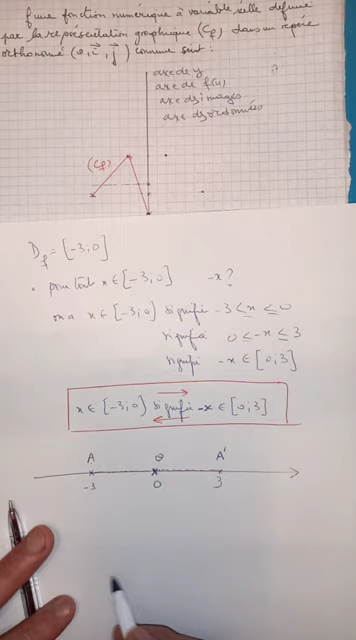 f une fonction numérique à variable réelle definie
par la représentation graphique (Cf) dans un repère
orthonormé (o, i⃗, j⃗) comme suit :
axe de y
axe de f(x)
axe des images
axe des ordonnées
(Cf)
Df = [-3; 0]
• pour tout x ∈ [-3; 0] -x ?
on a x ∈ [-3; 0] signifie -3 ≤ x ≤ 0
signifie 0 ≤ -x ≤ 3
signifie -x ∈ [0; 3]
x ∈ [-3; 0] signifie -x ∈ [0; 3]
A O A'
-3 0 3